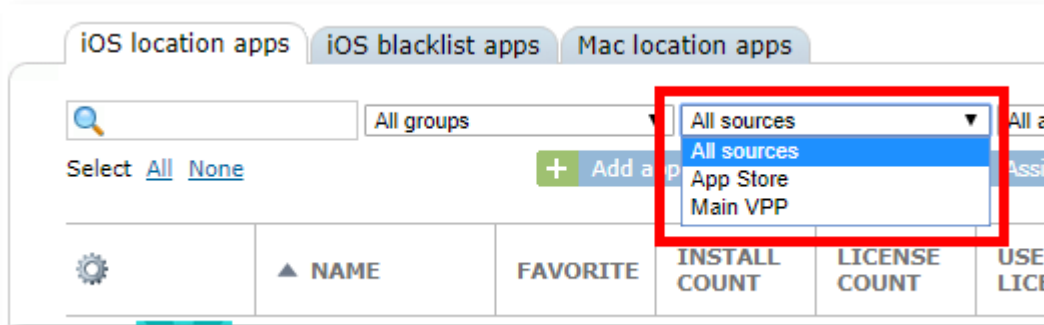 iOS location apps iOS blacklist apps Mac location apps
All groups All sources
Select All None Add
All sources
App Store
Main VPP
NAME FAVORITE INSTALL COUNT LICENSE COUNT